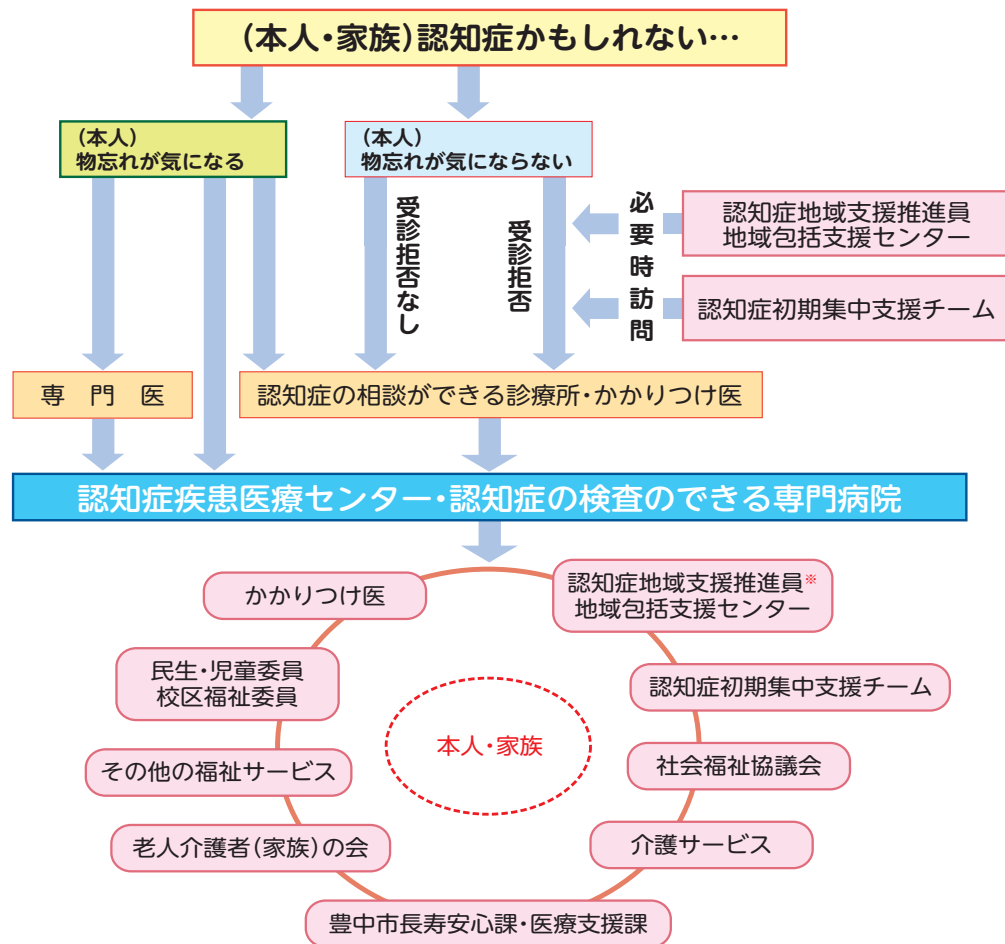 (本人・家族)認知症かもしれない…
(本人)
物忘れが気になる
(本人)
物忘れが気にならない
受診拒否なし
受診拒否
必要時訪問
認知症地域支援推進員
地域包括支援センター
認知症初期集中支援チーム
専門医
認知症の相談ができる診療所・かかりつけ医
認知症疾患医療センター・認知症の検査のできる専門病院
かかりつけ医
認知症地域支援推進員※
地域包括支援センター
民生・児童委員
校区福祉委員
認知症初期集中支援チーム
本人・家族
その他の福祉サービス
社会福祉協議会
老人介護者(家族)の会
介護サービス
豊中市長寿安心課・医療支援課